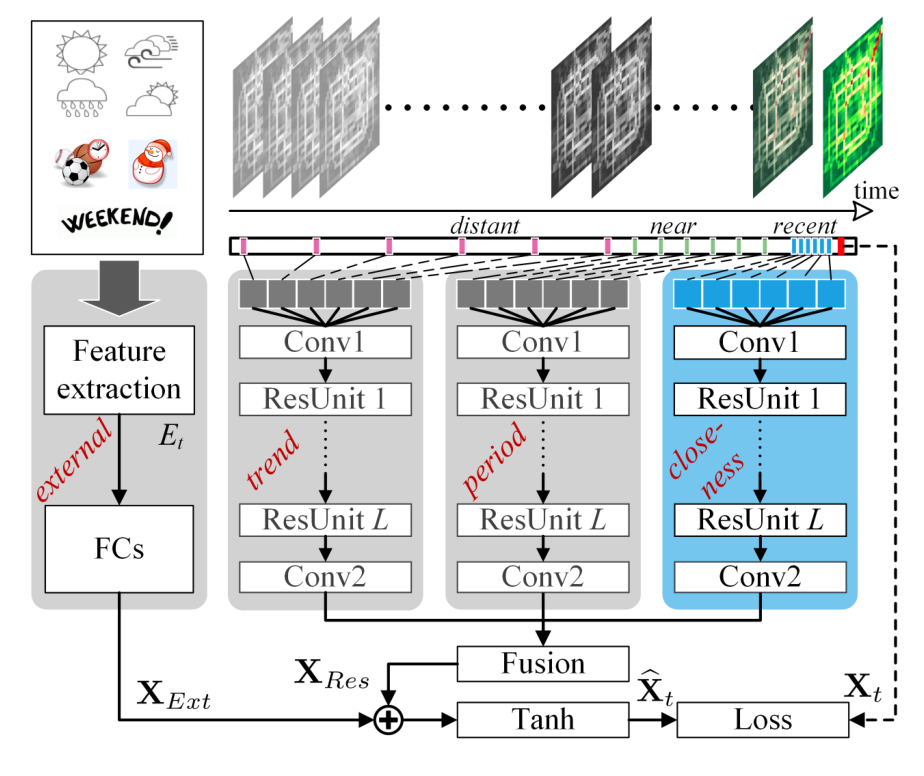 WEEKEND!
time
distant near recent
Feature
extraction
E_t
external
FCs
Conv1
ResUnit 1
trend
ResUnit L
Conv2
Conv1
ResUnit 1
period
ResUnit L
Conv2
Conv1
ResUnit 1
close-
ness
ResUnit L
Conv2
Fusion
X_Res
X_Ext
Tanh
X̂_t
Loss
X_t